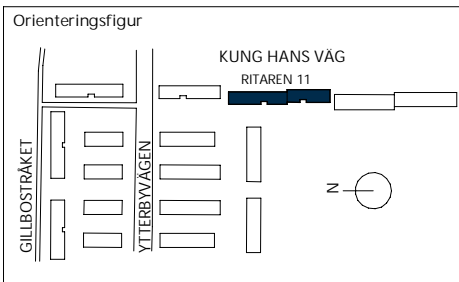 Orienteringsfigur
KUNG HANS VÄG
RITAREN 11
GILLBOSTRÅKET
YTTERBYVÄGEN
N